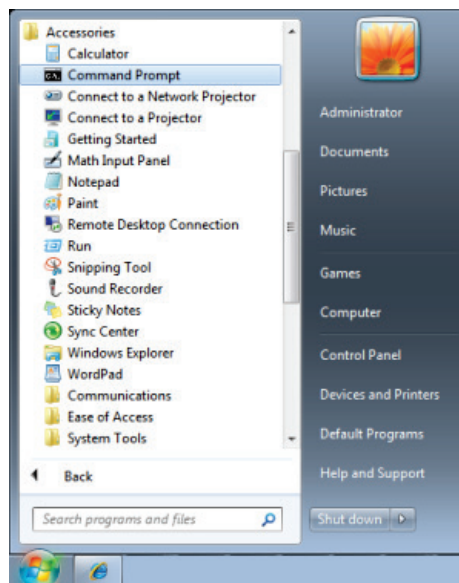 Accessories
Calculator
Command Prompt
Connect to a Network Projector
Connect to a Projector
Getting Started
Math Input Panel
Notepad
Paint
Remote Desktop Connection
Run
Snipping Tool
Sound Recorder
Sticky Notes
Sync Center
Windows Explorer
WordPad
Communications
Ease of Access
System Tools
Back
Search programs and files
Administrator
Documents
Pictures
Music
Games
Computer
Control Panel
Devices and Printers
Default Programs
Help and Support
Shut down